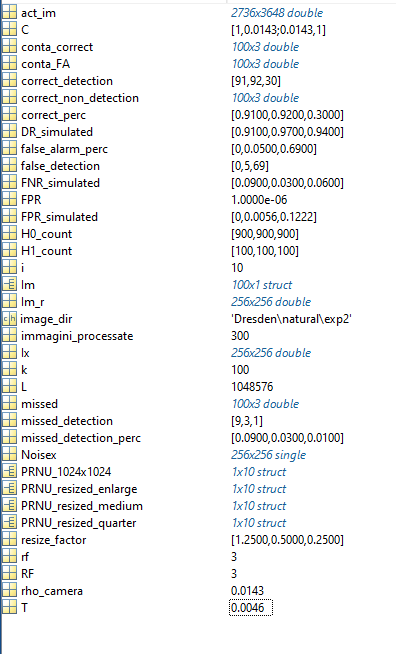 act_im 2736x3648 double
C [1,0.0143;0.0143,1]
conta_correct 100x3 double
conta_FA 100x3 double
correct_detection [91,92,30]
correct_non_detection 100x3 double
correct_perc [0.9100,0.9200,0.3000]
DR_simulated [0.9100,0.9700,0.9400]
false_alarm_perc [0,0.0500,0.6900]
false_detection [0,5,69]
FNR_simulated [0.0900,0.0300,0.0600]
FPR 1.0000e-06
FPR_simulated [0,0.0056,0.1222]
H0_count [900,900,900]
H1_count [100,100,100]
i 10
Im 100x1 struct
Im_r 256x256 double
image_dir 'Dresden\natural\exp2'
immagini_processate 300
Ix 256x256 double
k 100
L 1048576
missed 100x3 double
missed_detection [9,3,1]
missed_detection_perc [0.0900,0.0300,0.0100]
Noisex 256x256 single
PRNU_1024x1024 1x10 struct
PRNU_resized_enlarge 1x10 struct
PRNU_resized_medium 1x10 struct
PRNU_resized_quarter 1x10 struct
resize_factor [1.2500,0.5000,0.2500]
rf 3
RF 3
rho_camera 0.0143
T 0.0046